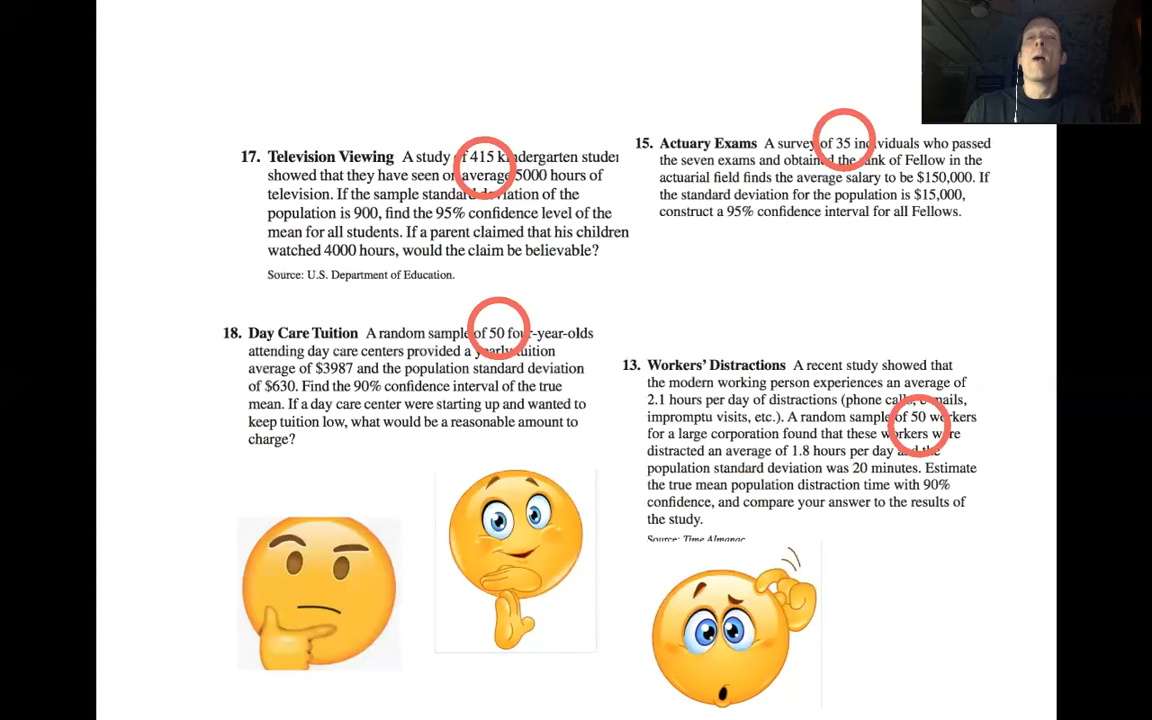 17. Television Viewing A study of 415 kindergarten studer
showed that they have seen on average 5000 hours of
television. If the sample standard deviation of the
population is 900, find the 95% confidence level of the
mean for all students. If a parent claimed that his children
watched 4000 hours, would the claim be believable?
Source: U.S. Department of Education.
15. Actuary Exams A survey of 35 individuals who passed
the seven exams and obtained the rank of Fellow in the
actuarial field finds the average salary to be $150,000. If
the standard deviation for the population is $15,000,
construct a 95% confidence interval for all Fellows.
18. Day Care Tuition A random sample of 50 four-year-olds
attending day care centers provided a yearly tuition
average of $3987 and the population standard deviation
of $630. Find the 90% confidence interval of the true
mean. If a day care center were starting up and wanted to
keep tuition low, what would be a reasonable amount to
charge?
13. Workers' Distractions A recent study showed that
the modern working person experiences an average of
2.1 hours per day of distractions (phone calls, e-mails,
impromptu visits, etc.). A random sample of 50 workers
for a large corporation found that these workers were
distracted an average of 1.8 hours per day and the
population standard deviation was 20 minutes. Estimate
the true mean population distraction time with 90%
confidence, and compare your answer to the results of
the study.
Source: Time Almanac